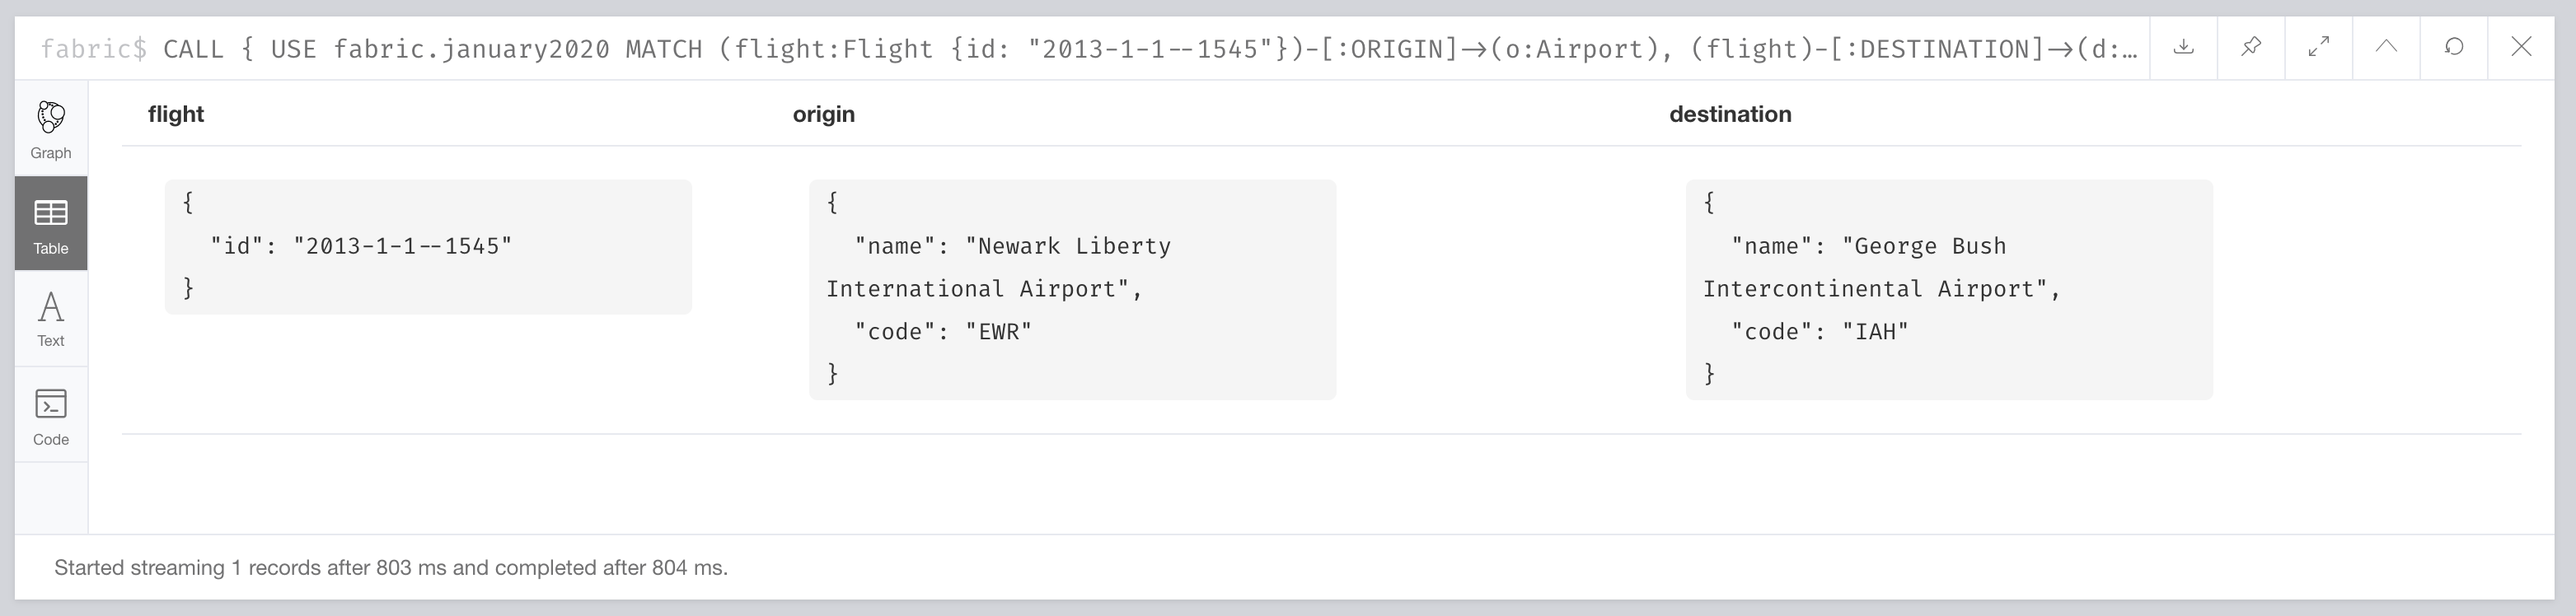 fabric$ CALL { USE fabric.january2020 MATCH (flight:Flight {id: "2013-1-1--1545"})-[:ORIGIN]->(o:Airport), (flight)-[:DESTINATION]->(d:…
Graph
Table
Text
Code
flight origin destination
{
"id": "2013-1-1--1545"
}
{
"name": "Newark Liberty
International Airport",
"code": "EWR"
}
{
"name": "George Bush
Intercontinental Airport",
"code": "IAH"
}
Started streaming 1 records after 803 ms and completed after 804 ms.